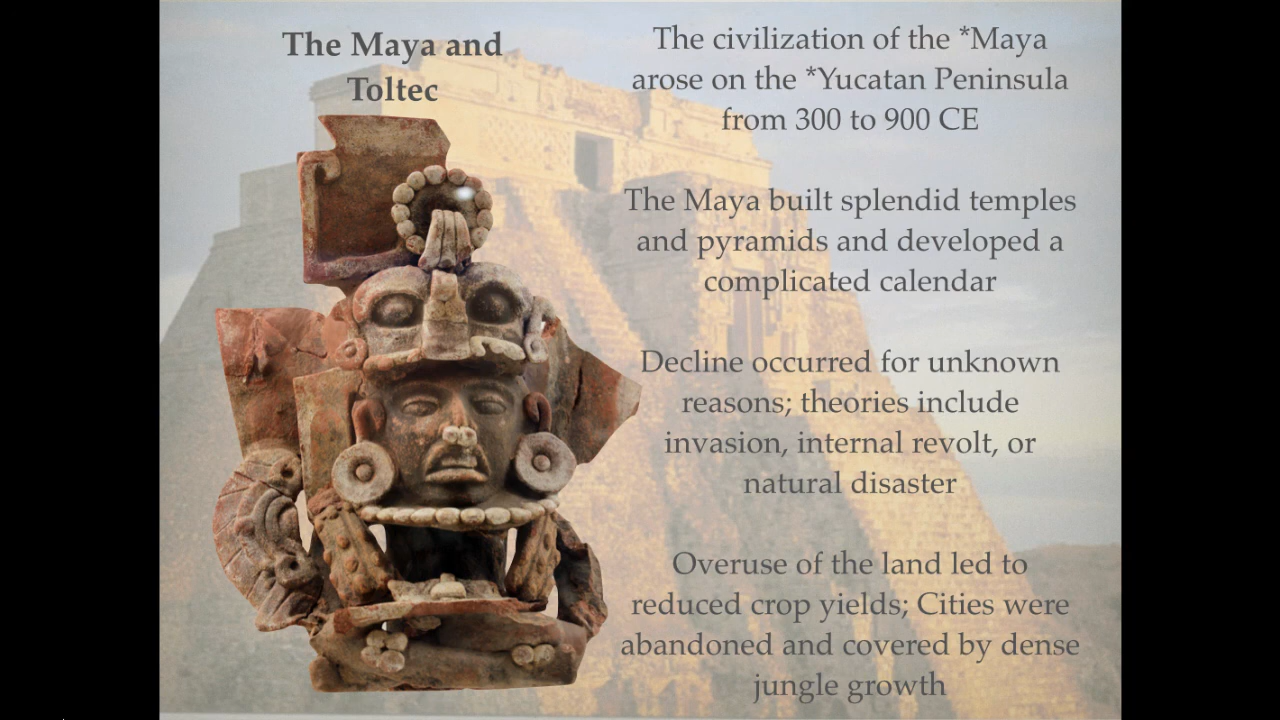 The Maya and
Toltec
The civilization of the *Maya
arose on the *Yucatan Peninsula
from 300 to 900 CE
The Maya built splendid temples
and pyramids and developed a
complicated calendar
Decline occurred for unknown
reasons; theories include
invasion, internal revolt, or
natural disaster
Overuse of the land led to
reduced crop yields; Cities were
abandoned and covered by dense
jungle growth